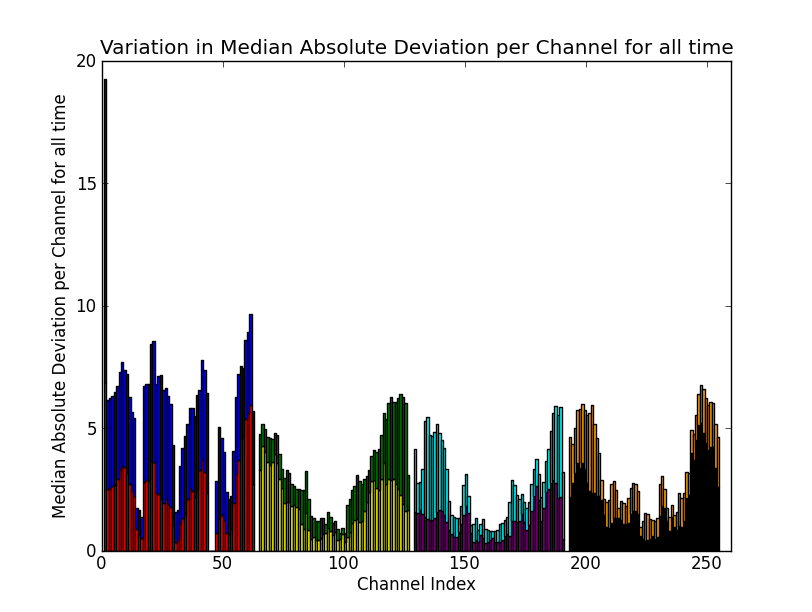 Variation in Median Absolute Deviation per Channel for all time
Median Absolute Deviation per Channel for all time
20
15
10
5
0
0 50 100 150 200 250
Channel Index